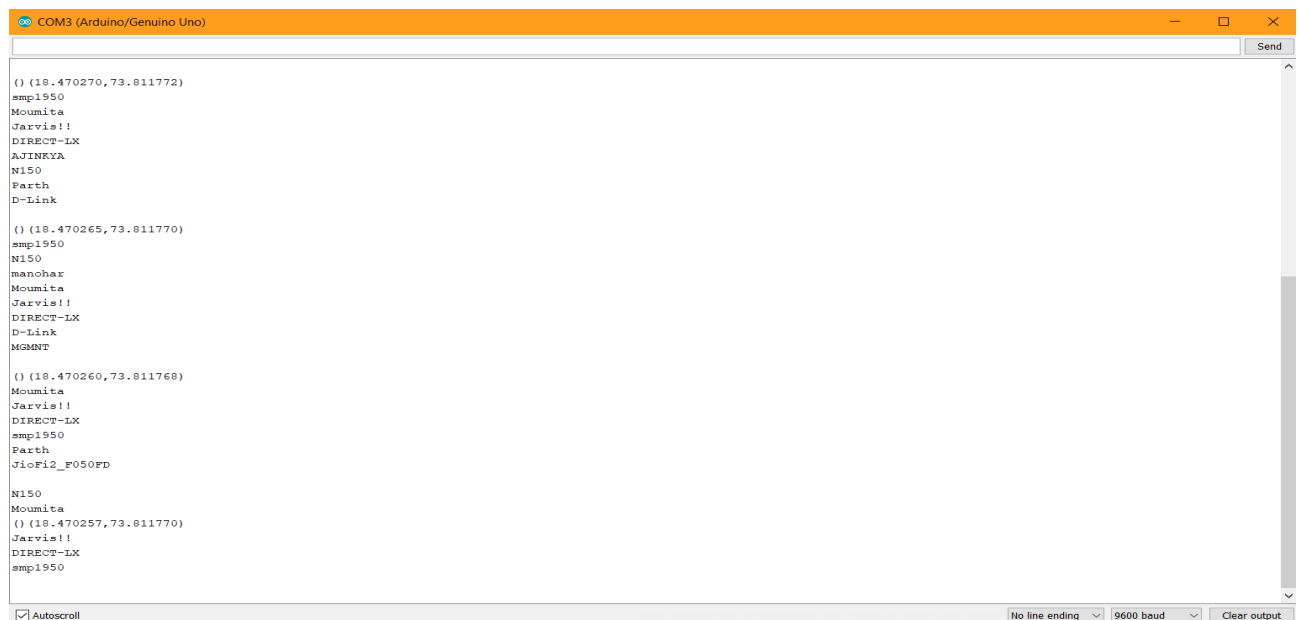 COM3 (Arduino/Genuino Uno)
Send
()(18.470270,73.811772)
smp1950
Moumita
Jarvis!!
DIRECT-LX
AJINKYA
N150
Parth
D-Link
()(18.470265,73.811770)
smp1950
N150
manohar
Moumita
Jarvis!!
DIRECT-LX
D-Link
MGMNT
()(18.470260,73.811768)
Moumita
Jarvis!!
DIRECT-LX
smp1950
Parth
JioFi2_F050FD
N150
Moumita
()(18.470257,73.811770)
Jarvis!!
DIRECT-LX
smp1950
Autoscroll No line ending 9600 baud Clear output